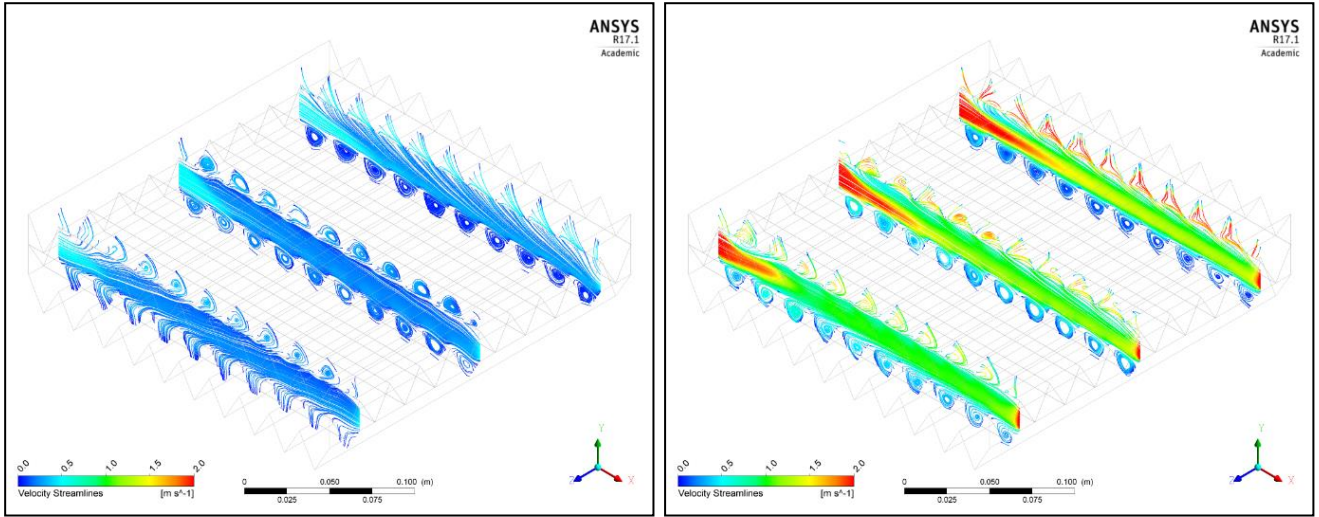 ANSYS
R17.1
Academic
Y
Z
X
0.0 0.5 1.0 1.5 2.0
Velocity Streamlines [m s^-1]
0 0.050 0.100 (m)
0.025 0.075
ANSYS
R17.1
Academic
Y
Z
X
0.0 0.5 1.0 1.5 2.0
Velocity Streamlines [m s^-1]
0 0.050 0.100 (m)
0.025 0.075